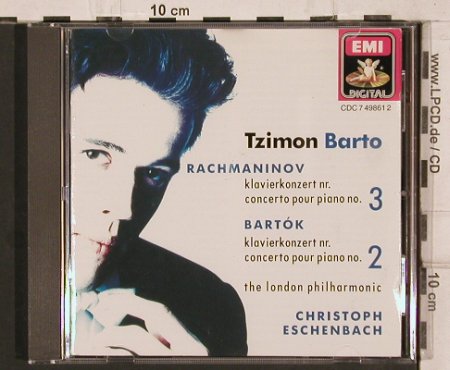 10 cm
EMI
DIGITAL
CDC 7 49861 2
Tzimon Barto
RACHMANINOV
klavierkonzert nr.
concerto pour piano no. 3
BARTÓK
klavierkonzert nr.
concerto pour piano no. 2
the london philharmonic
CHRISTOPH
ESCHENBACH
www.LPCD.de / CD
10 cm